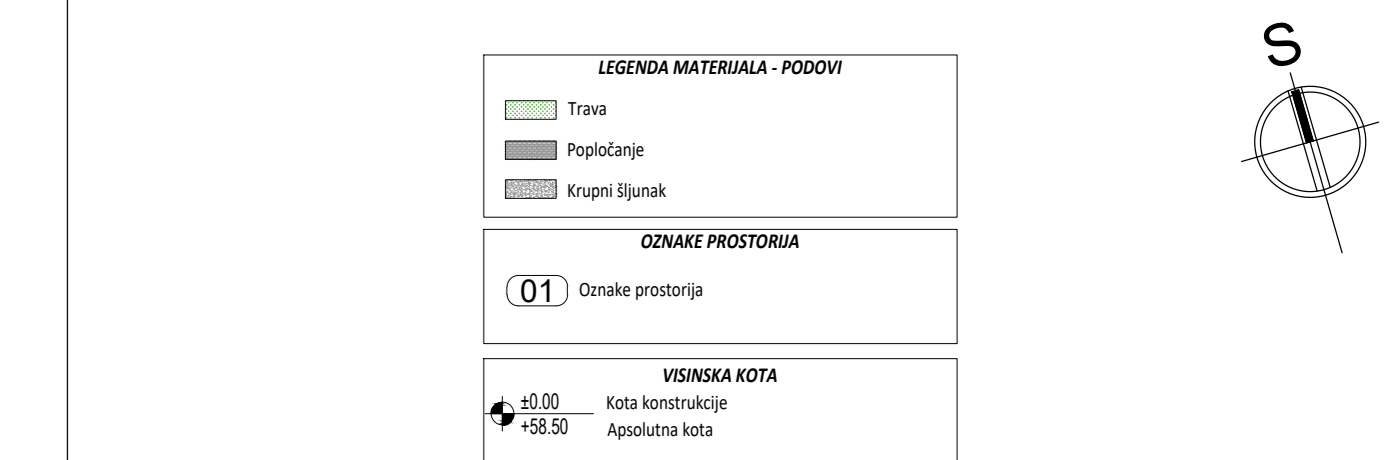 S
LEGENDA MATERIJALA - PODOVI
Trava
Popločanje
Krupni šljunak
OZNAKE PROSTORIJA
01 Oznake prostorija
VISINSKA KOTA
±0.00 Kota konstrukcije
+58.50 Apsolutna kota